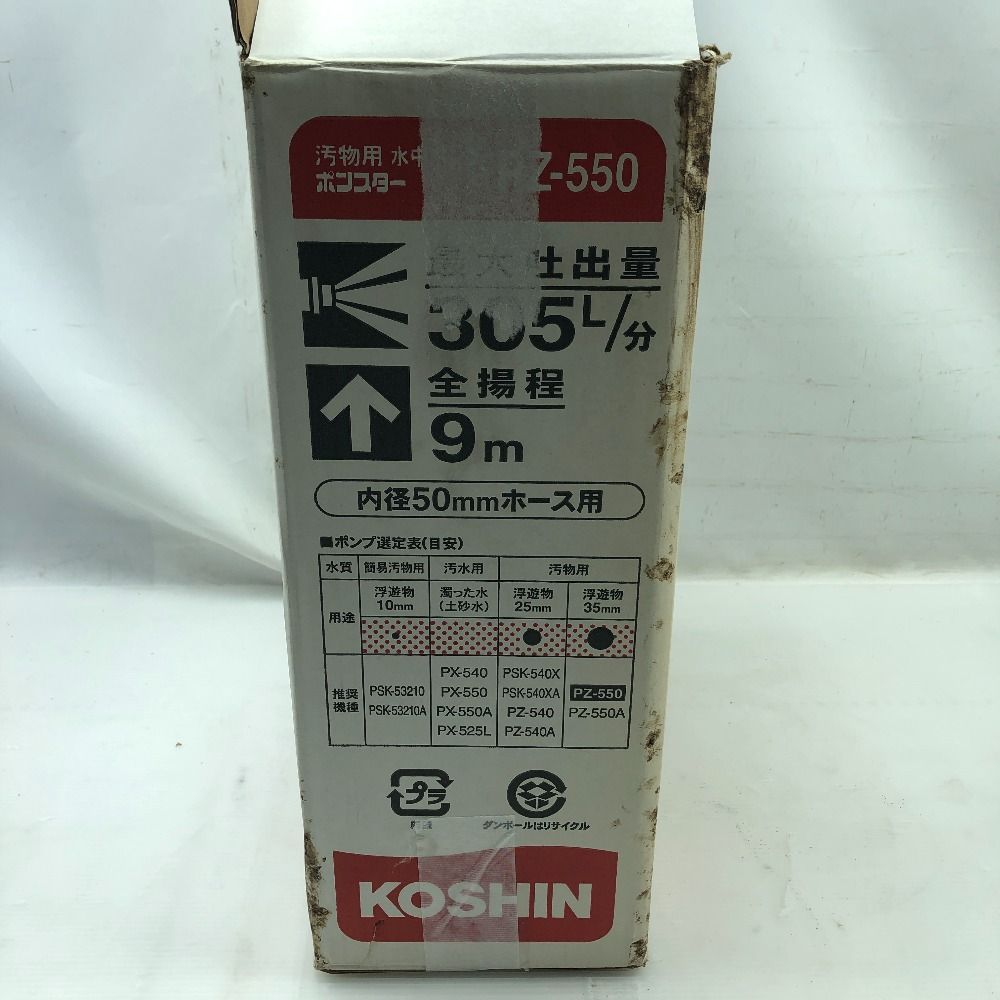 汚物用 水中
ポンスター
Z-550
最大吐出量
305L/分
全揚程
9m
内径50mmホース用
■ポンプ選定表(目安)
水質 簡易汚物用 汚水用 汚物用
用途 浮遊物 10mm 濁った水 (土砂水) 浮遊物 25mm 浮遊物 35mm
推奨機種
PSK-53210
PSK-53210A
PX-540
PX-550
PX-550A
PX-525L
PSK-540X
PSK-540XA
PZ-540
PZ-540A
PZ-550
PZ-550A
プラ
ダンボールはリサイクル
KOSHIN